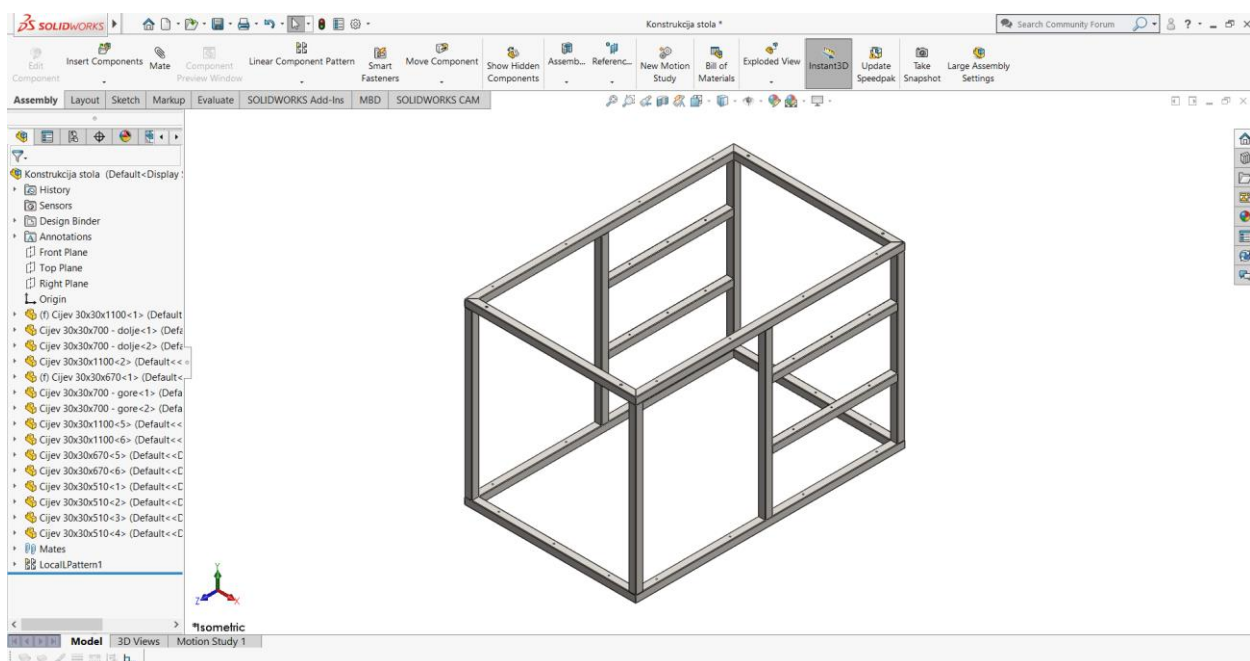 SOLIDWORKS
Konstrukcija stola *
Search Community Forum
?
Edit Component
Insert Components
Mate
Component Preview Window
Linear Component Pattern
Smart Fasteners
Move Component
Show Hidden Components
Assemb...
Referenc...
New Motion Study
Bill of Materials
Exploded View
Instant3D
Update Speedpak
Take Snapshot
Large Assembly Settings
Assembly Layout Sketch Markup Evaluate SOLIDWORKS Add-Ins MBD SOLIDWORKS CAM
Konstrukcija stola (Default<Display
History
Sensors
Design Binder
Annotations
Front Plane
Top Plane
Right Plane
Origin
(f) Cijev 30x30x1100<1> (Default
Cijev 30x30x700 - dolje<1> (Defa
Cijev 30x30x700 - dolje<2> (Defa
Cijev 30x30x1100<2> (Default<<
(f) Cijev 30x30x670<1> (Default<
Cijev 30x30x700 - gore<1> (Defa
Cijev 30x30x700 - gore<2> (Defa
Cijev 30x30x1100<5> (Default<<
Cijev 30x30x1100<6> (Default<<
Cijev 30x30x670<5> (Default<<D
Cijev 30x30x670<6> (Default<<D
Cijev 30x30x510<1> (Default<<D
Cijev 30x30x510<2> (Default<<D
Cijev 30x30x510<3> (Default<<D
Cijev 30x30x510<4> (Default<<D
Mates
LocalLPattern1
Y
Z X
*Isometric
Model 3D Views Motion Study 1